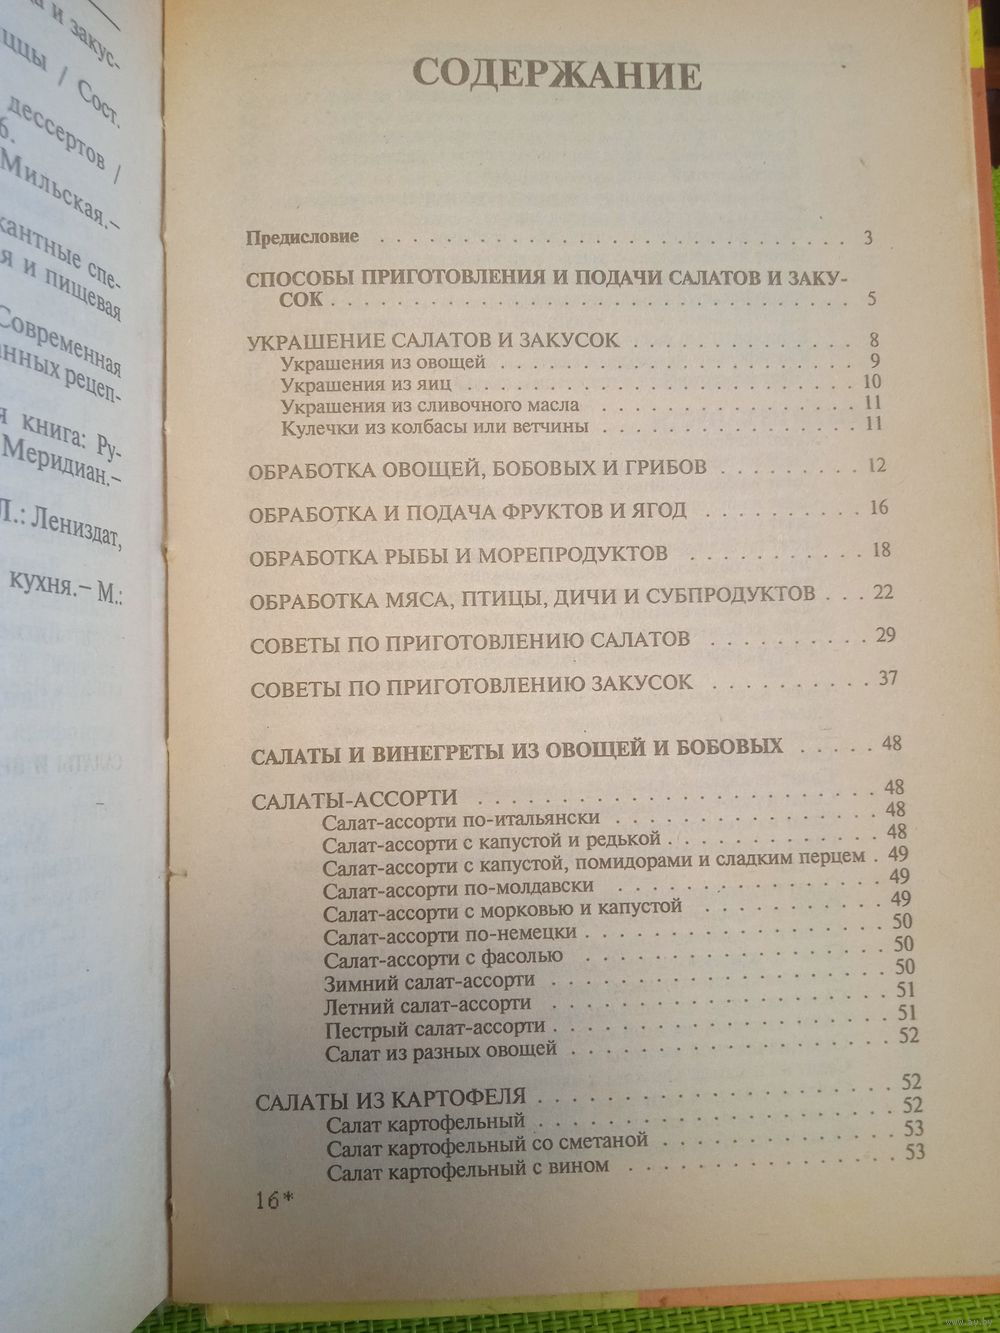 и закус-
/ Сост.
дессертов /
6.
Мильская.–
кантные спе-
я и пищевая
Современная
анных рецеп-
я книга: Ру-
Меридиан.–
Л.: Лениздат,
кухня.– М.:
СОДЕРЖАНИЕ
Предисловие . . . . . . . . . . . . . . . . . . . . . . . . . . . 3
СПОСОБЫ ПРИГОТОВЛЕНИЯ И ПОДАЧИ САЛАТОВ И ЗАКУ-
СОК . . . . . . . . . . . . . . . . . . . . . . . . . . . . . . 5
УКРАШЕНИЕ САЛАТОВ И ЗАКУСОК . . . . . . . . . . . . . 8
Украшения из овощей . . . . . . . . . . . . . . . . . . . . 9
Украшения из яиц . . . . . . . . . . . . . . . . . . . . . . 10
Украшения из сливочного масла . . . . . . . . . . . . . . 11
Кулечки из колбасы или ветчины . . . . . . . . . . . . . . 11
ОБРАБОТКА ОВОЩЕЙ, БОБОВЫХ И ГРИБОВ . . . . . . . . 12
ОБРАБОТКА И ПОДАЧА ФРУКТОВ И ЯГОД . . . . . . . . . 16
ОБРАБОТКА РЫБЫ И МОРЕПРОДУКТОВ . . . . . . . . . . 18
ОБРАБОТКА МЯСА, ПТИЦЫ, ДИЧИ И СУБПРОДУКТОВ . . . 22
СОВЕТЫ ПО ПРИГОТОВЛЕНИЮ САЛАТОВ . . . . . . . . . 29
СОВЕТЫ ПО ПРИГОТОВЛЕНИЮ ЗАКУСОК . . . . . . . . . 37
САЛАТЫ И ВИНЕГРЕТЫ ИЗ ОВОЩЕЙ И БОБОВЫХ . . . . . 48
САЛАТЫ-АССОРТИ . . . . . . . . . . . . . . . . . . . . . . 48
Салат-ассорти по-итальянски . . . . . . . . . . . . . . 48
Салат-ассорти с капустой и редькой . . . . . . . . . . . 48
Салат-ассорти с капустой, помидорами и сладким перцем . 49
Салат-ассорти по-молдавски . . . . . . . . . . . . . . 49
Салат-ассорти с морковью и капустой . . . . . . . . . . 49
Салат-ассорти по-немецки . . . . . . . . . . . . . . . . 50
Салат-ассорти с фасолью . . . . . . . . . . . . . . . . 50
Зимний салат-ассорти . . . . . . . . . . . . . . . . . . 50
Летний салат-ассорти . . . . . . . . . . . . . . . . . . 51
Пестрый салат-ассорти . . . . . . . . . . . . . . . . . . 51
Салат из разных овощей . . . . . . . . . . . . . . . . . 52
САЛАТЫ ИЗ КАРТОФЕЛЯ . . . . . . . . . . . . . . . . . . . 52
Салат картофельный . . . . . . . . . . . . . . . . . . . 52
Салат картофельный со сметаной . . . . . . . . . . . . 53
Салат картофельный с вином . . . . . . . . . . . . . . 53
16*
www.ay.by